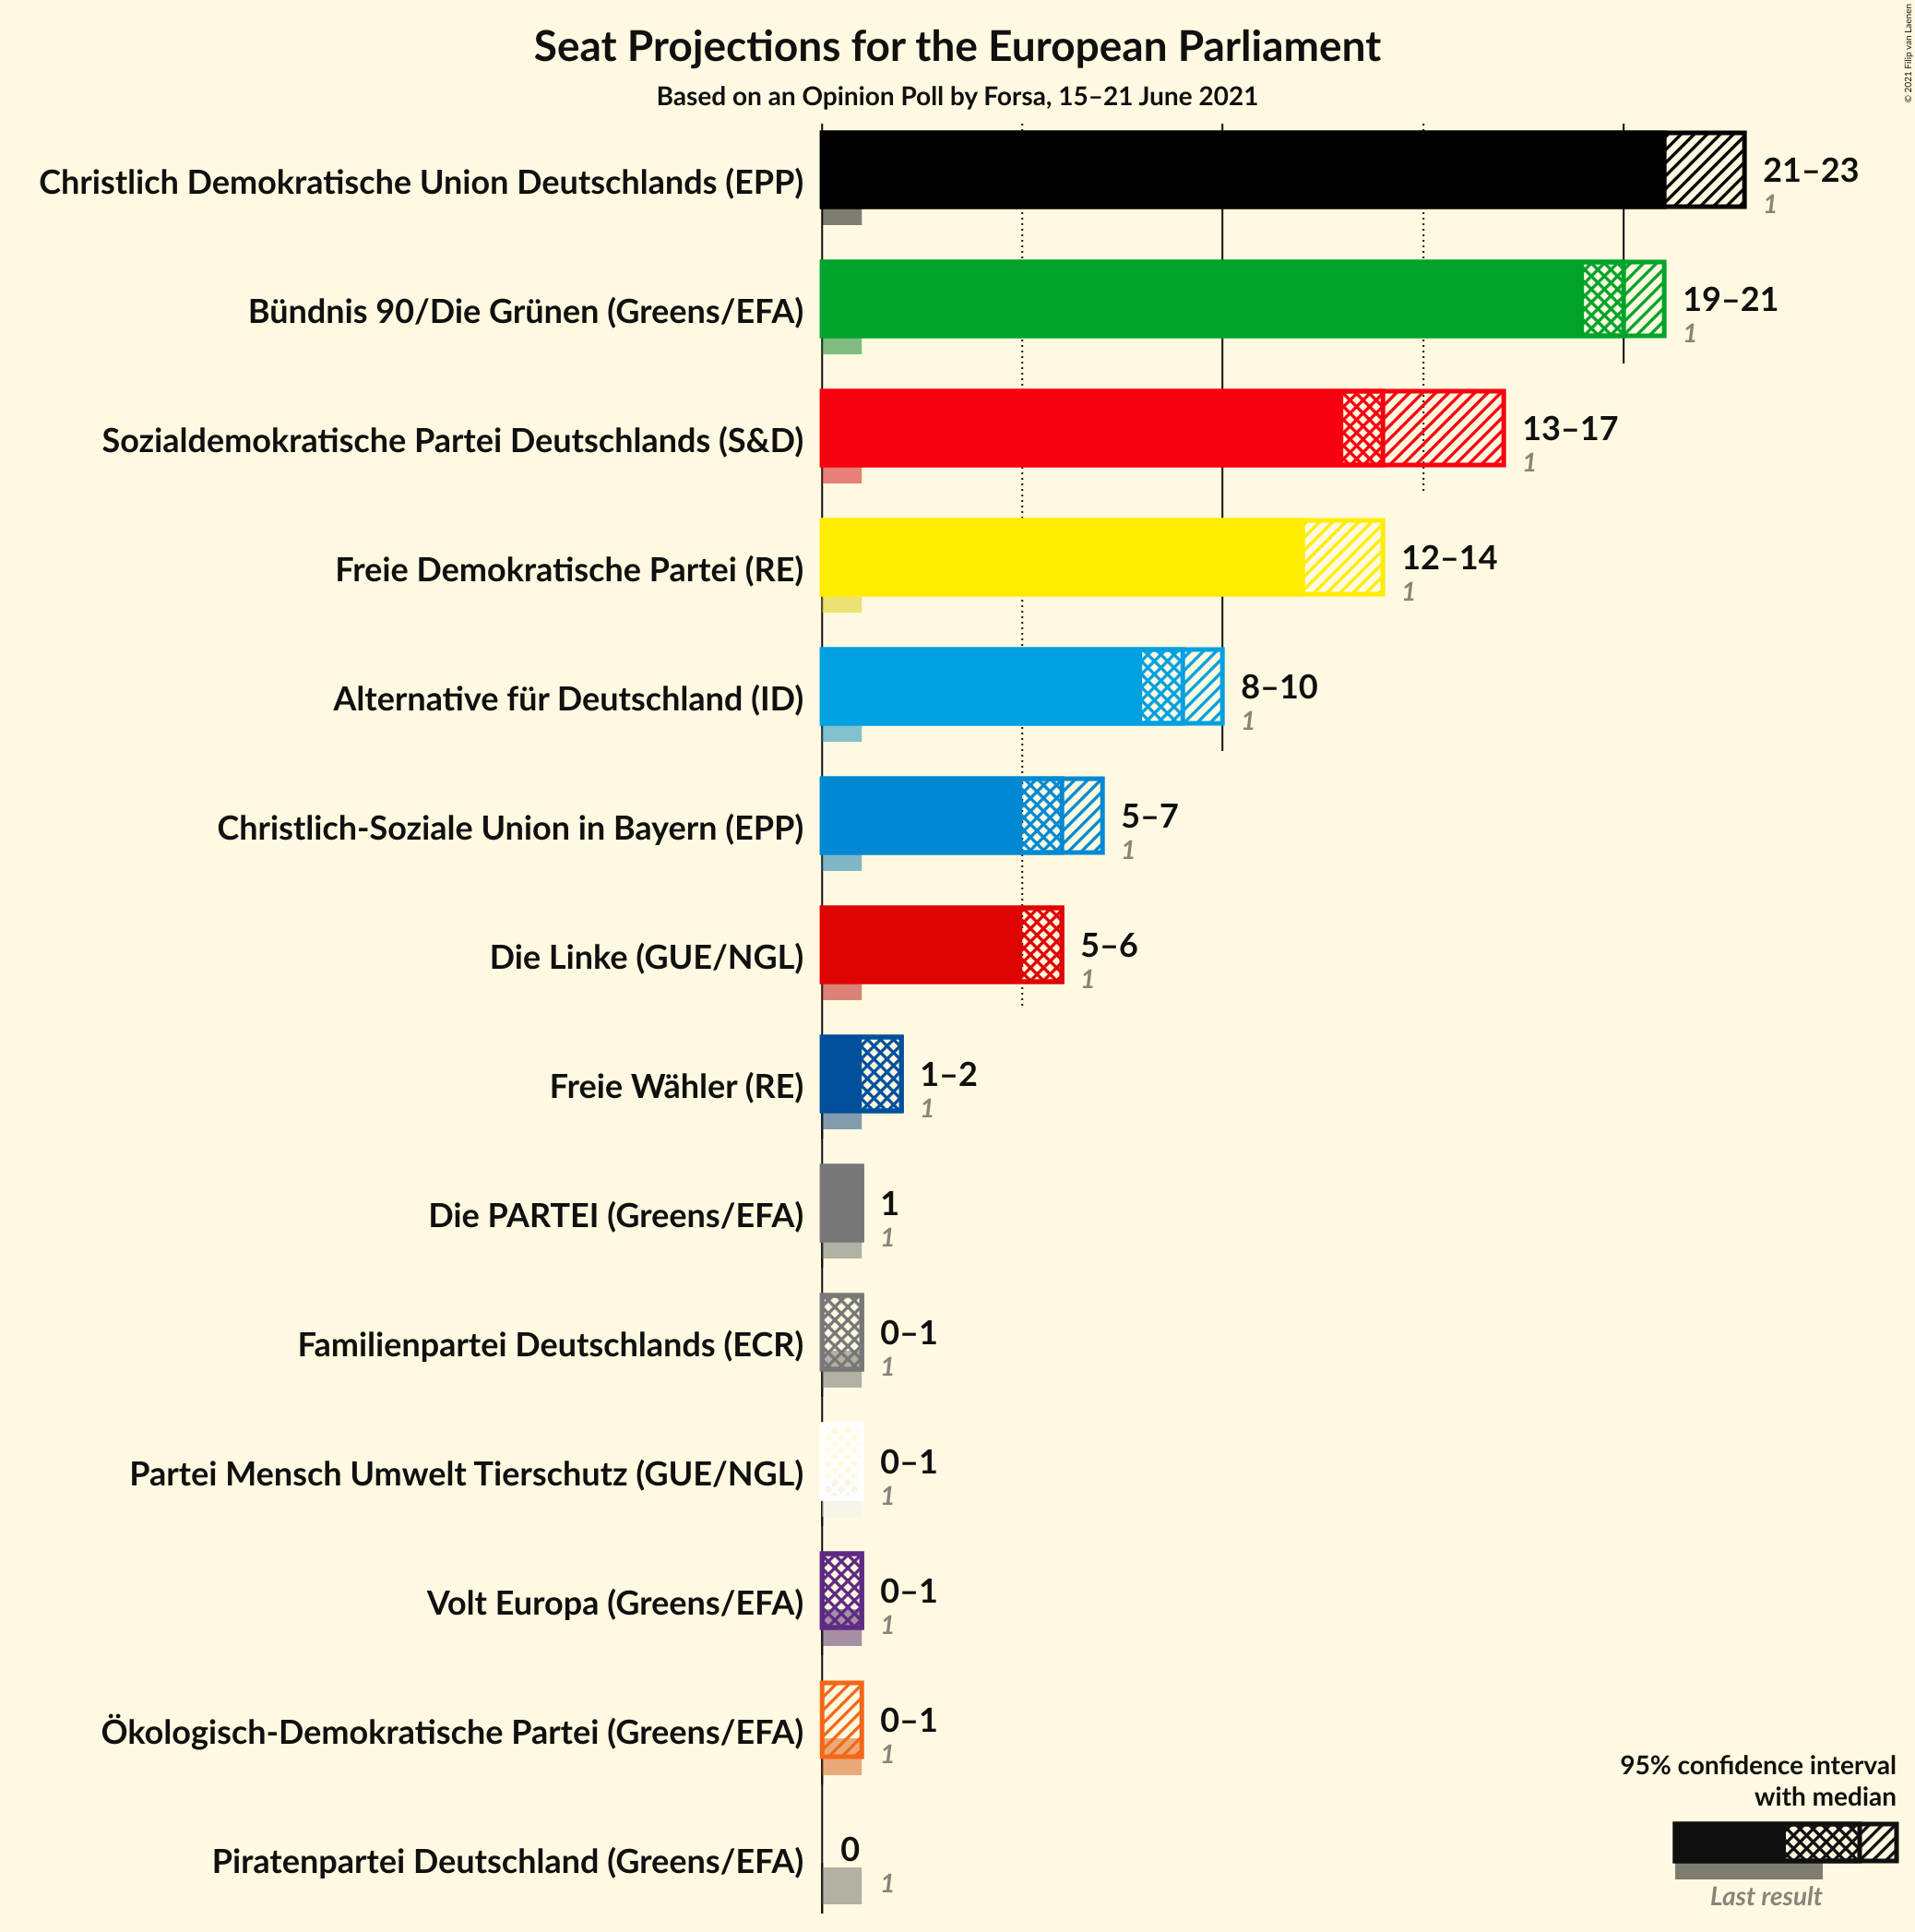 Seat Projections for the European Parliament
Based on an Opinion Poll by Forsa, 15–21 June 2021
© 2021 Filip van Laenen
Christlich Demokratische Union Deutschlands (EPP)
21–23
1
Bündnis 90/Die Grünen (Greens/EFA)
19–21
1
Sozialdemokratische Partei Deutschlands (S&D)
13–17
1
Freie Demokratische Partei (RE)
12–14
1
Alternative für Deutschland (ID)
8–10
1
Christlich-Soziale Union in Bayern (EPP)
5–7
1
Die Linke (GUE/NGL)
5–6
1
Freie Wähler (RE)
1–2
1
Die PARTEI (Greens/EFA)
1
1
Familienpartei Deutschlands (ECR)
0–1
1
Partei Mensch Umwelt Tierschutz (GUE/NGL)
0–1
1
Volt Europa (Greens/EFA)
0–1
1
Ökologisch-Demokratische Partei (Greens/EFA)
0–1
1
Piratenpartei Deutschland (Greens/EFA)
0
1
95% confidence interval
with median
Last result